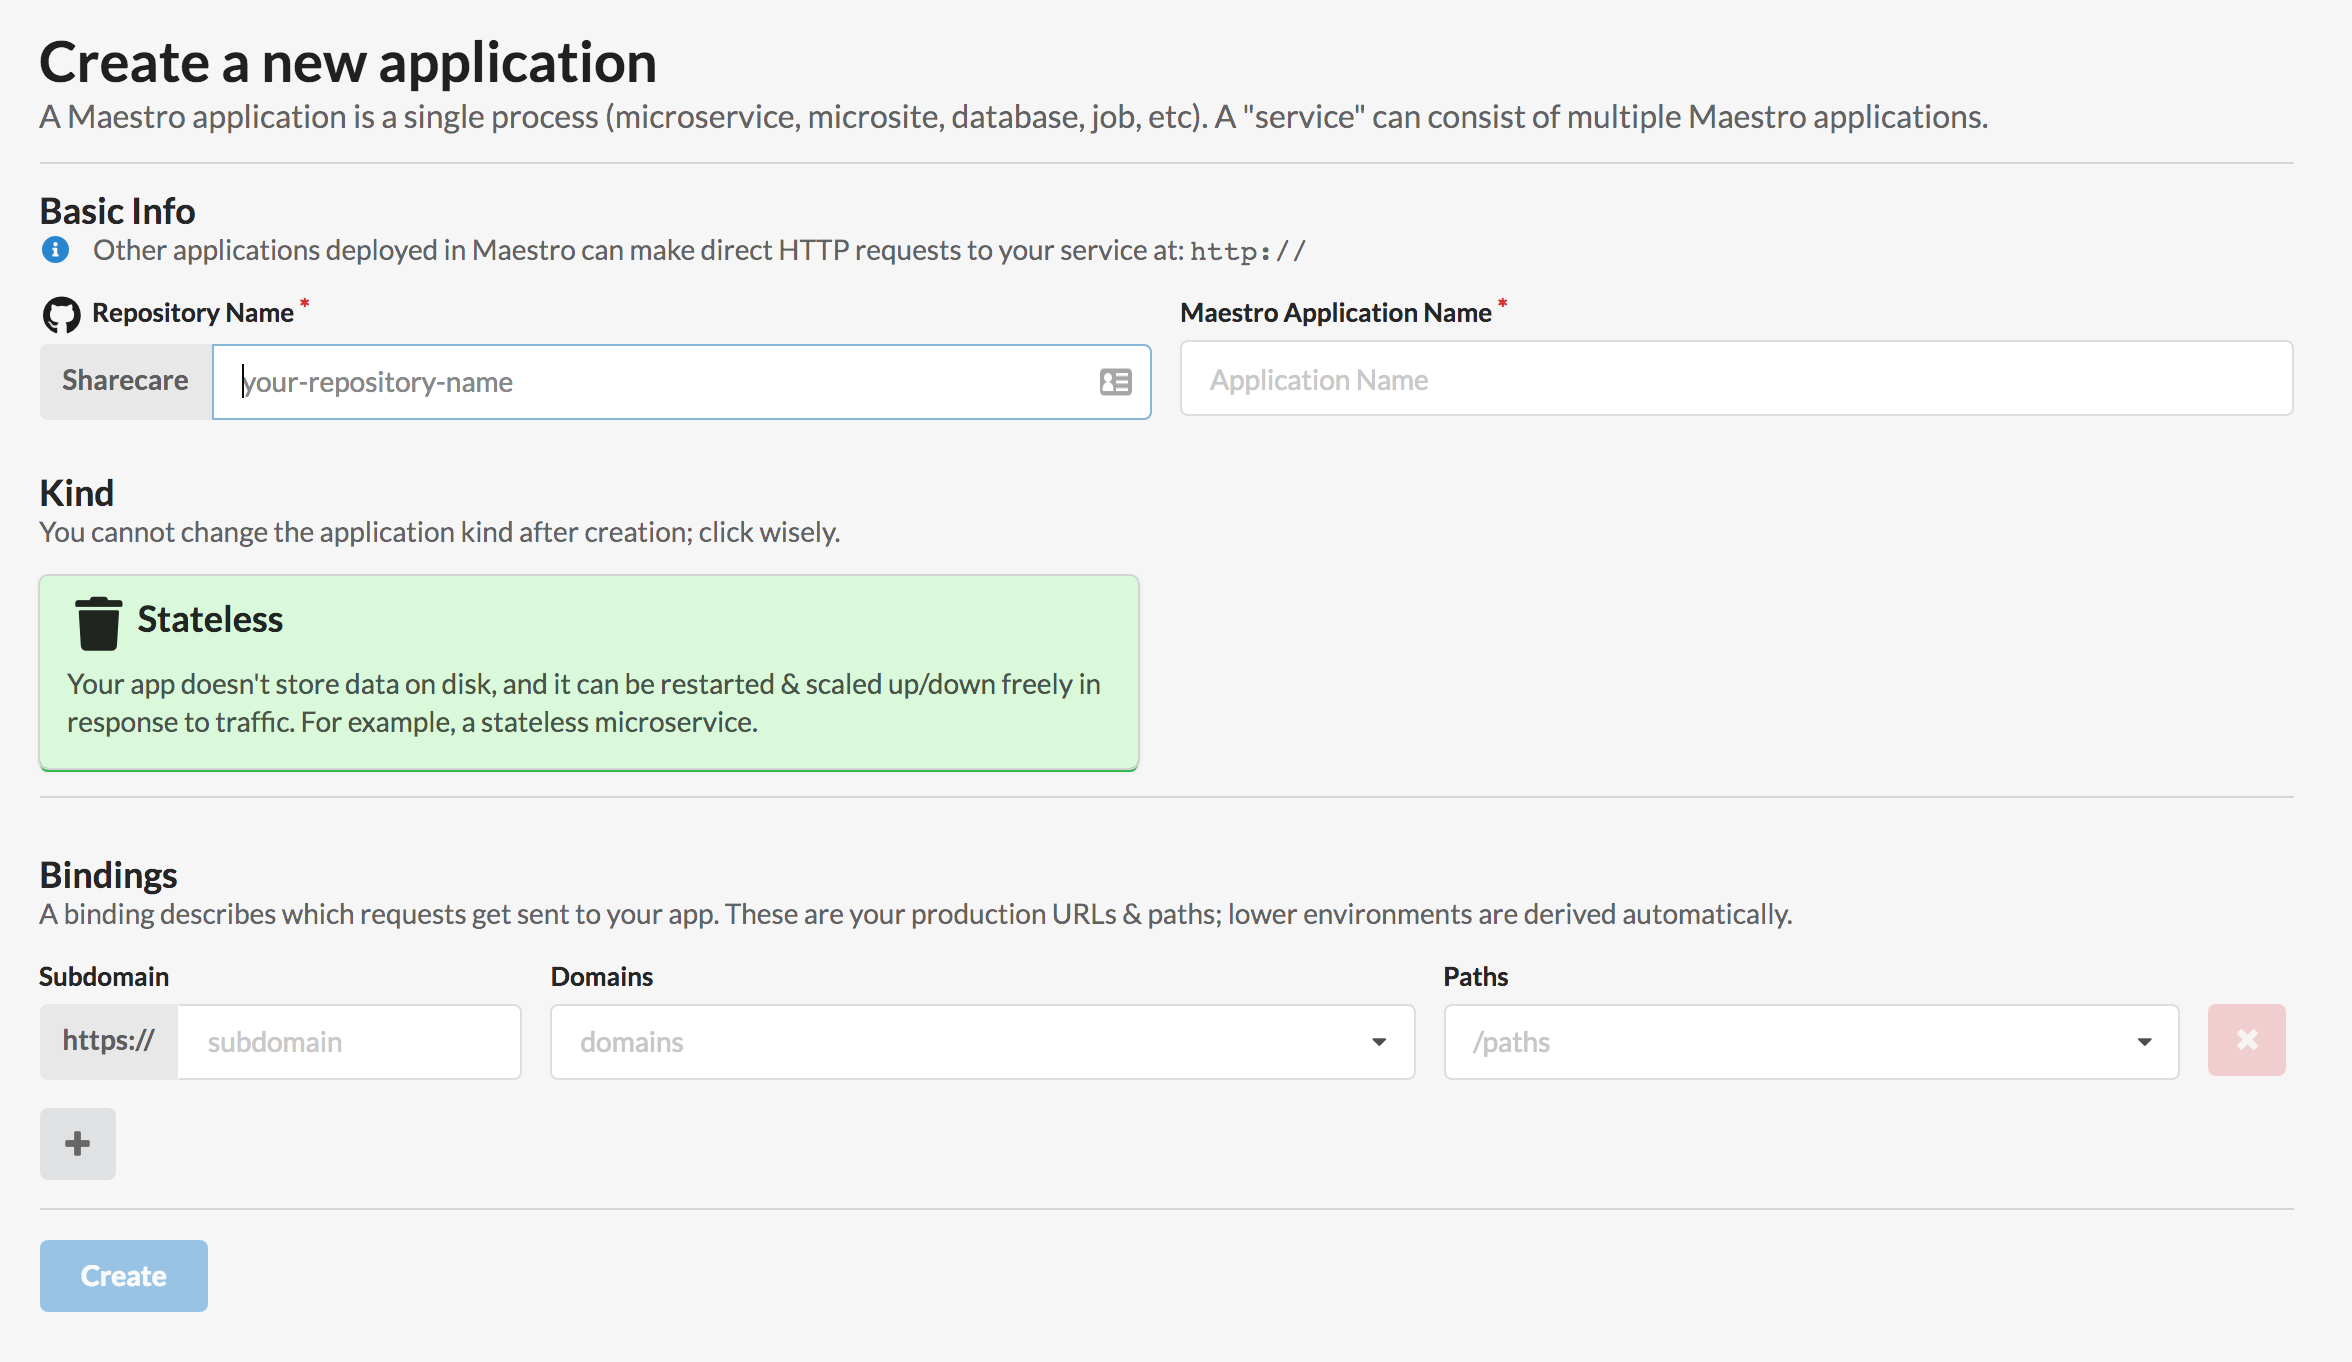 Create a new application
A Maestro application is a single process (microservice, microsite, database, job, etc). A "service" can consist of multiple Maestro applications.
Basic Info
Other applications deployed in Maestro can make direct HTTP requests to your service at: http://
Repository Name *
Maestro Application Name *
Sharecare
your-repository-name
Application Name
Kind
You cannot change the application kind after creation; click wisely.
Stateless
Your app doesn't store data on disk, and it can be restarted & scaled up/down freely in
response to traffic. For example, a stateless microservice.
Bindings
A binding describes which requests get sent to your app. These are your production URLs & paths; lower environments are derived automatically.
Subdomain
Domains
Paths
https://
subdomain
domains
/paths
Create